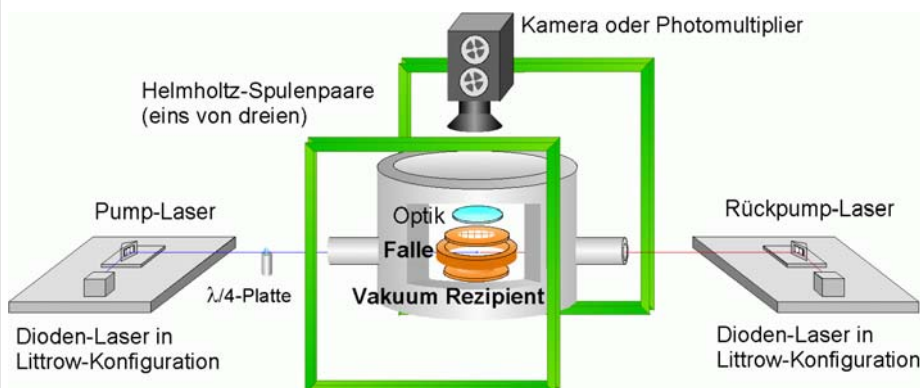 Kamera oder Photomultiplier
Helmholtz-Spulenpaare
(eins von dreien)
Pump-Laser
Optik
Rückpump-Laser
Falle
λ/4-Platte
Vakuum Rezipient
Dioden-Laser in
Littrow-Konfiguration
Dioden-Laser in
Littrow-Konfiguration